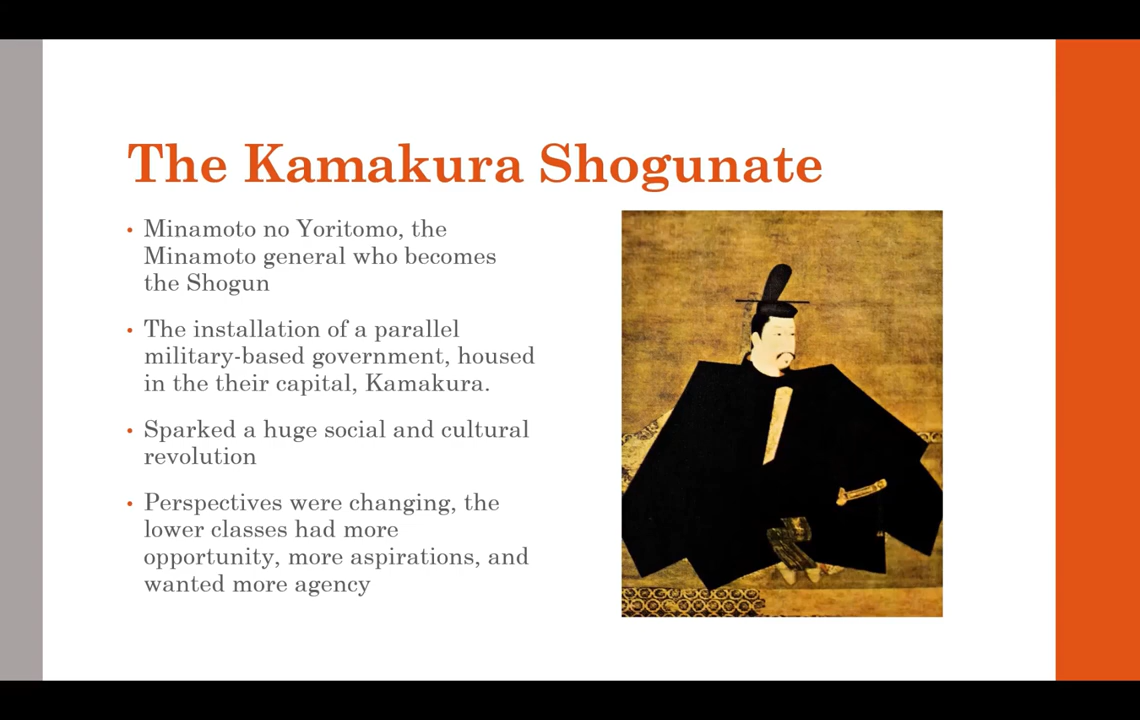 The Kamakura Shogunate
• Minamoto no Yoritomo, the
Minamoto general who becomes
the Shogun
• The installation of a parallel
military-based government, housed
in the their capital, Kamakura.
• Sparked a huge social and cultural
revolution
• Perspectives were changing, the
lower classes had more
opportunity, more aspirations, and
wanted more agency